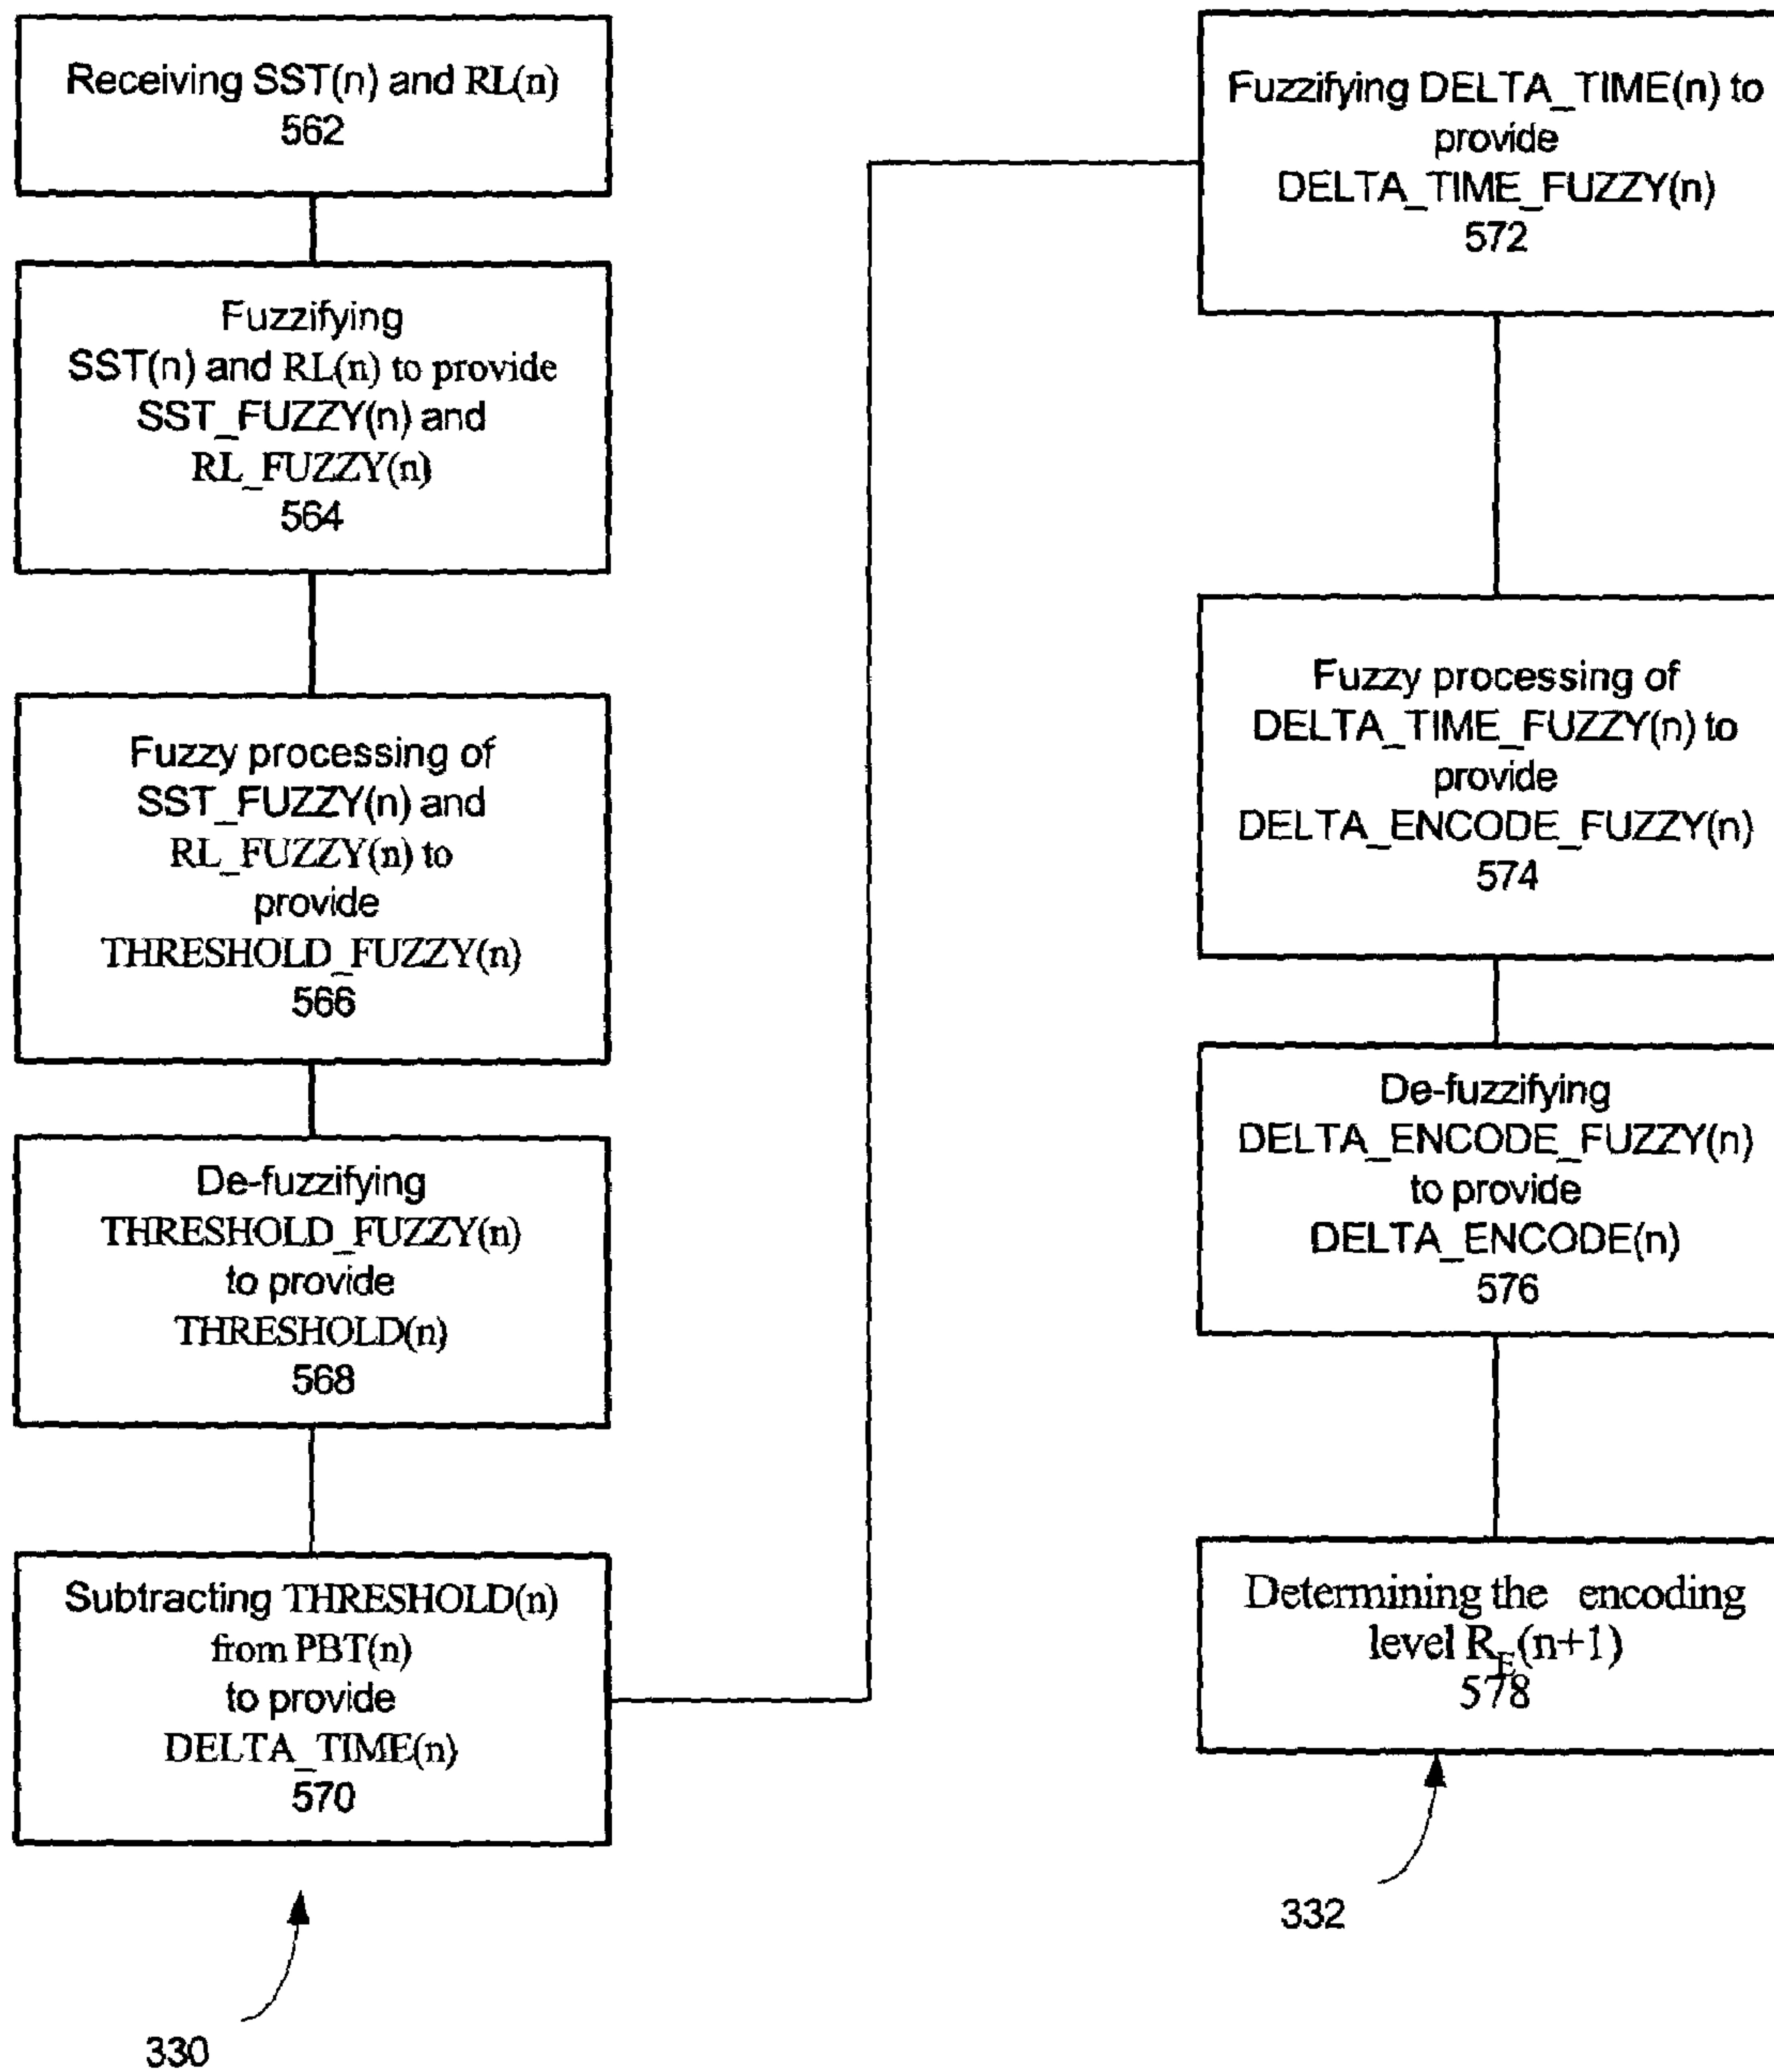 Receiving SST(n) and RL(n)
562
Fuzzifying
SST(n) and RL(n) to provide
SST_FUZZY(n) and
RL_FUZZY(n)
564
Fuzzy processing of
SST_FUZZY(n) and
RL_FUZZY(n) to
provide
THRESHOLD_FUZZY(n)
566
De-fuzzifying
THRESHOLD_FUZZY(n)
to provide
THRESHOLD(n)
568
Subtracting THRESHOLD(n)
from PBT(n)
to provide
DELTA_TIME(n)
570
330
Fuzzifying DELTA_TIME(n) to
provide
DELTA_TIME_FUZZY(n)
572
Fuzzy processing of
DELTA_TIME_FUZZY(n) to
provide
DELTA_ENCODE_FUZZY(n)
574
De-fuzzifying
DELTA_ENCODE_FUZZY(n)
to provide
DELTA_ENCODE(n)
576
Determining the encoding
level R_E(n+1)
578
332